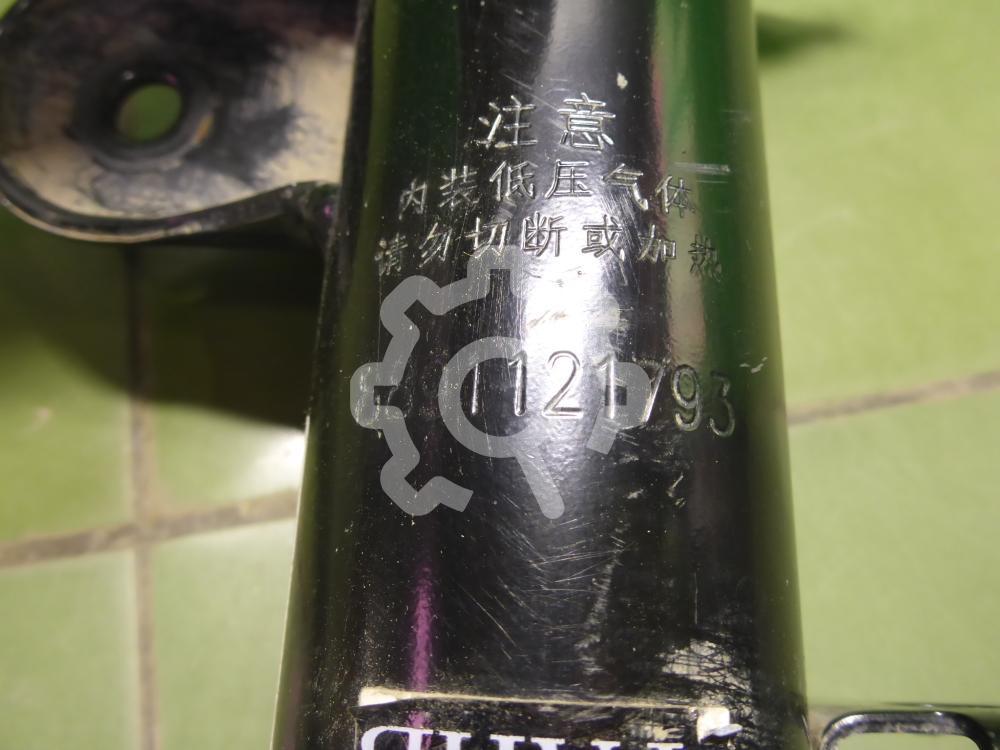 注意
内装低压气体
请勿切断或加热
1121793